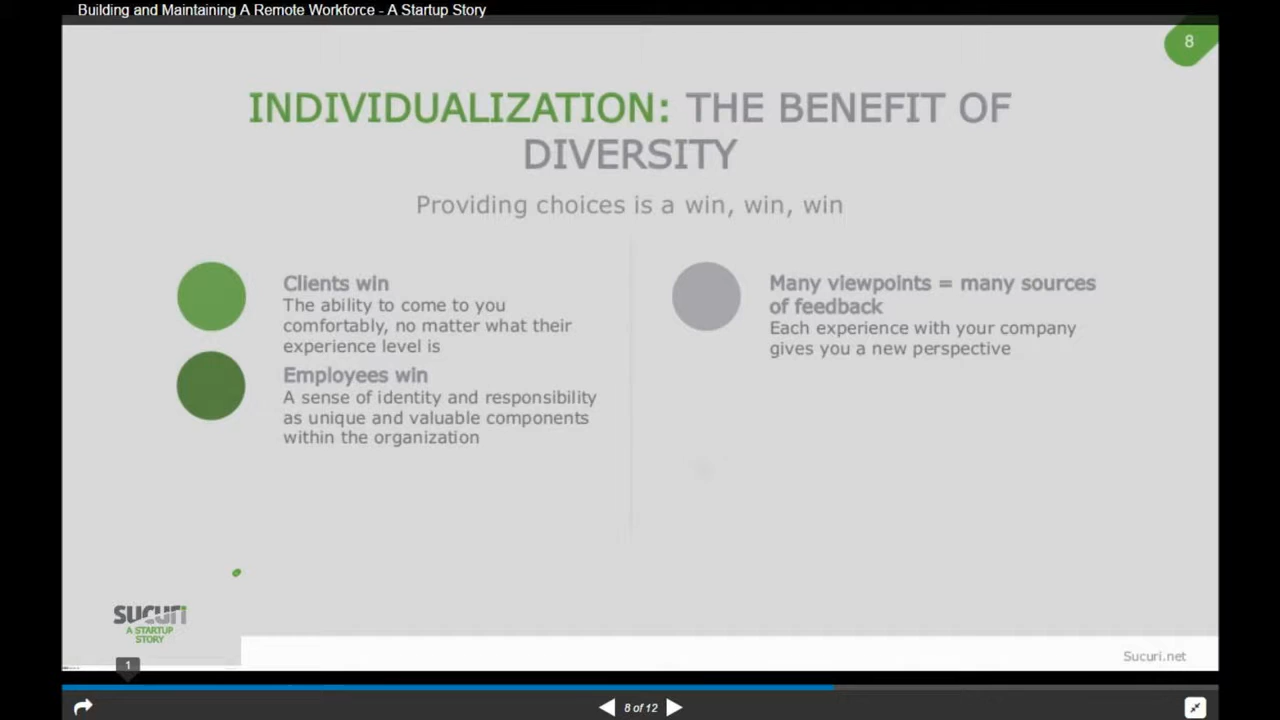 Building and Maintaining A Remote Workforce - A Startup Story
8
INDIVIDUALIZATION: THE BENEFIT OF
DIVERSITY
Providing choices is a win, win, win
Clients win
The ability to come to you
comfortably, no matter what their
experience level is
Employees win
A sense of identity and responsibility
as unique and valuable components
within the organization
Many viewpoints = many sources
of feedback
Each experience with your company
gives you a new perspective
SUCURI
A STARTUP
STORY
Sucuri.net
1
8 of 12